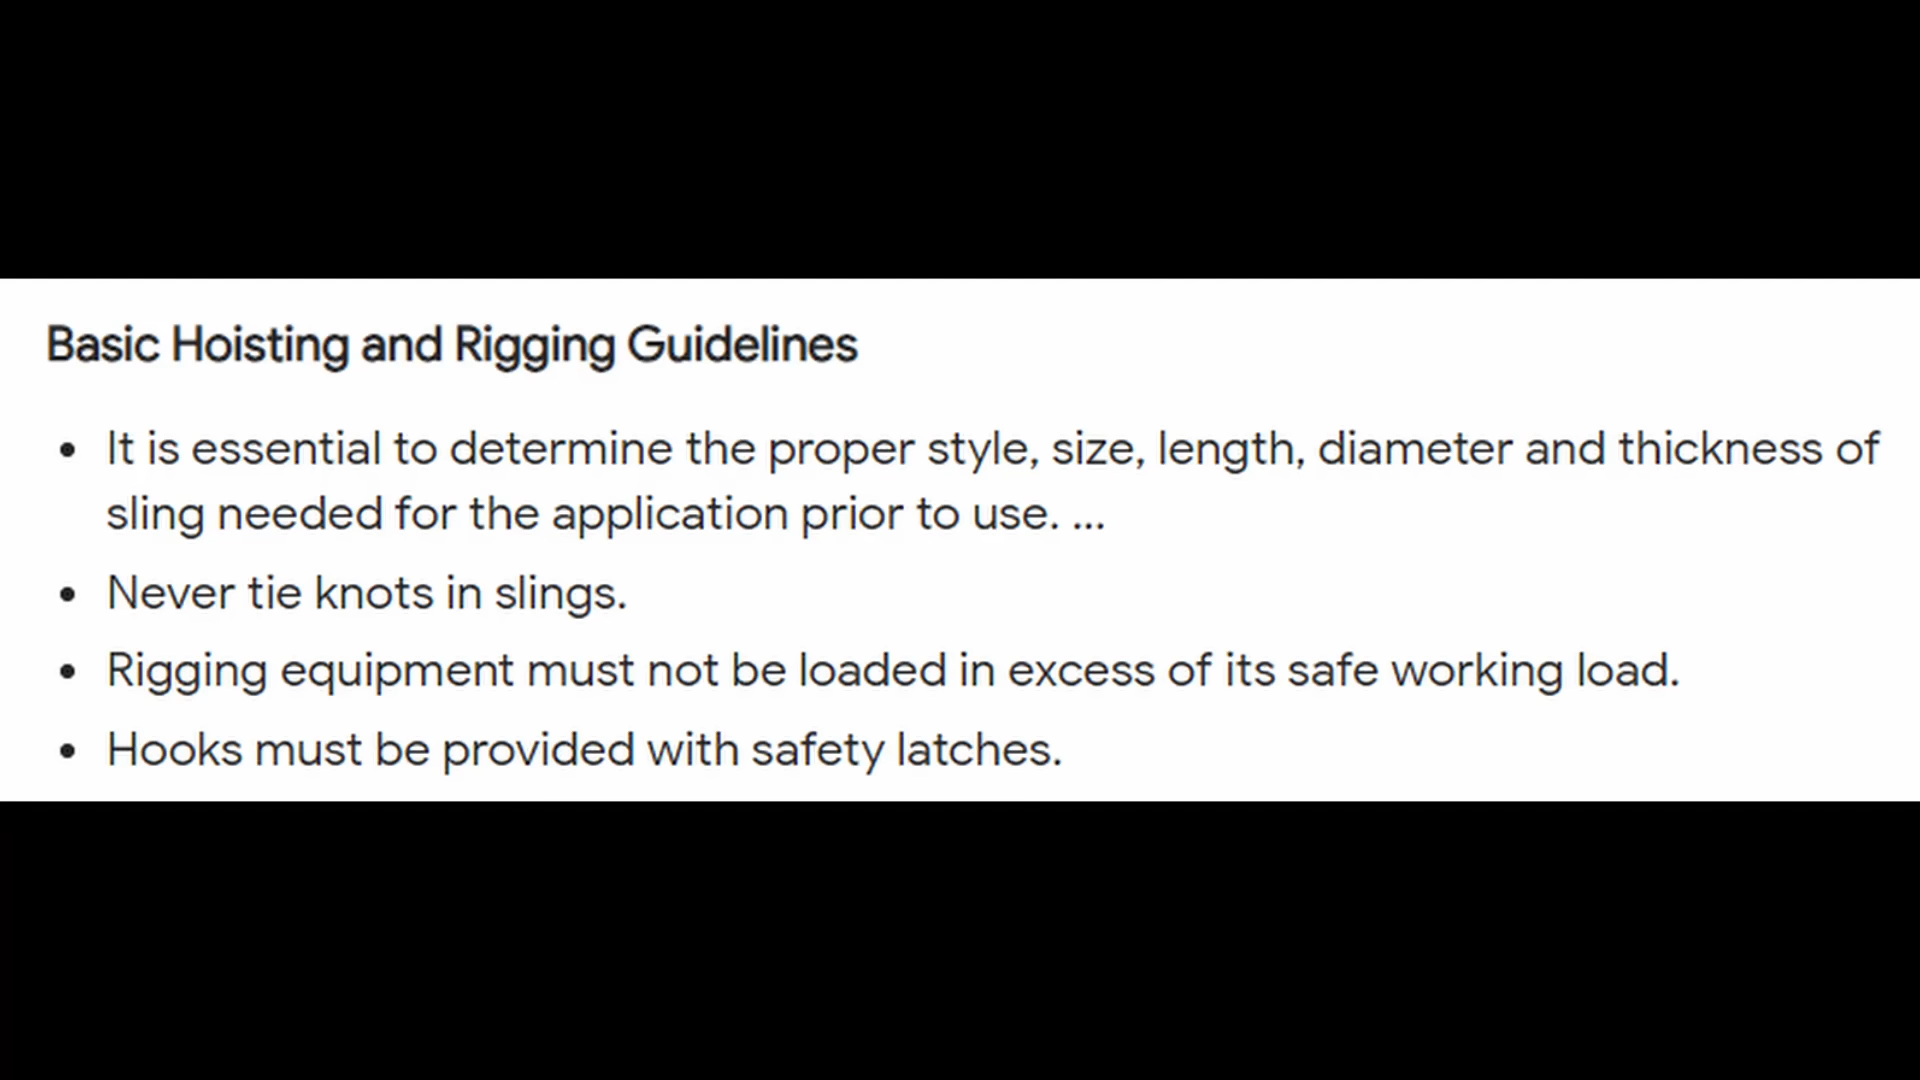 Basic Hoisting and Rigging Guidelines
• It is essential to determine the proper style, size, length, diameter and thickness of
sling needed for the application prior to use. ...
• Never tie knots in slings.
• Rigging equipment must not be loaded in excess of its safe working load.
• Hooks must be provided with safety latches.